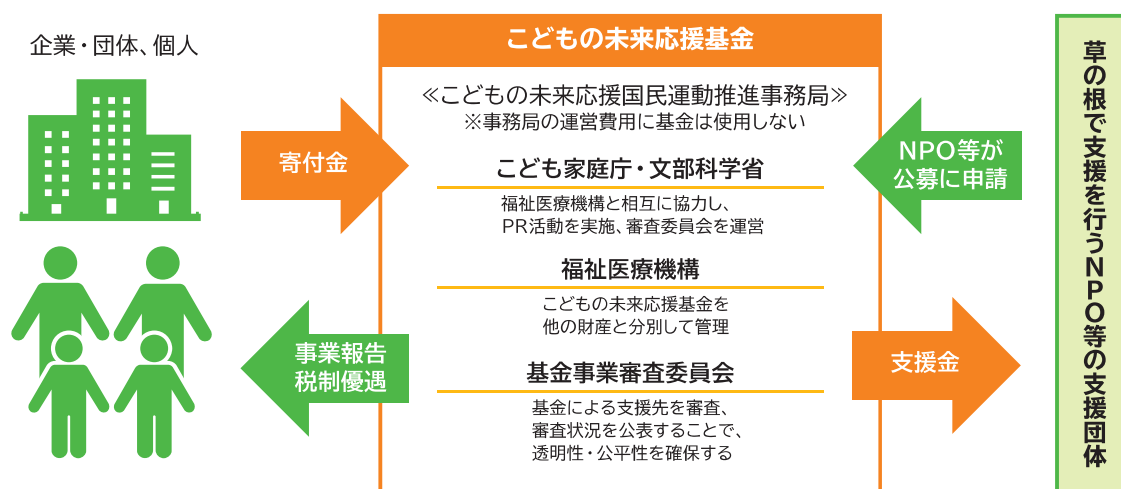 企業・団体、個人
寄付金
事業報告
税制優遇
こどもの未来応援基金
≪こどもの未来応援国民運動推進事務局≫
※事務局の運営費用に基金は使用しない
こども家庭庁・文部科学省
福祉医療機構と相互に協力し、
PR活動を実施、審査委員会を運営
福祉医療機構
こどもの未来応援基金を
他の財産と分別して管理
基金事業審査委員会
基金による支援先を審査、
審査状況を公表することで、
透明性・公平性を確保する
NPO等が
公募に申請
支援金
草の根で支援を行うNPO等の支援団体